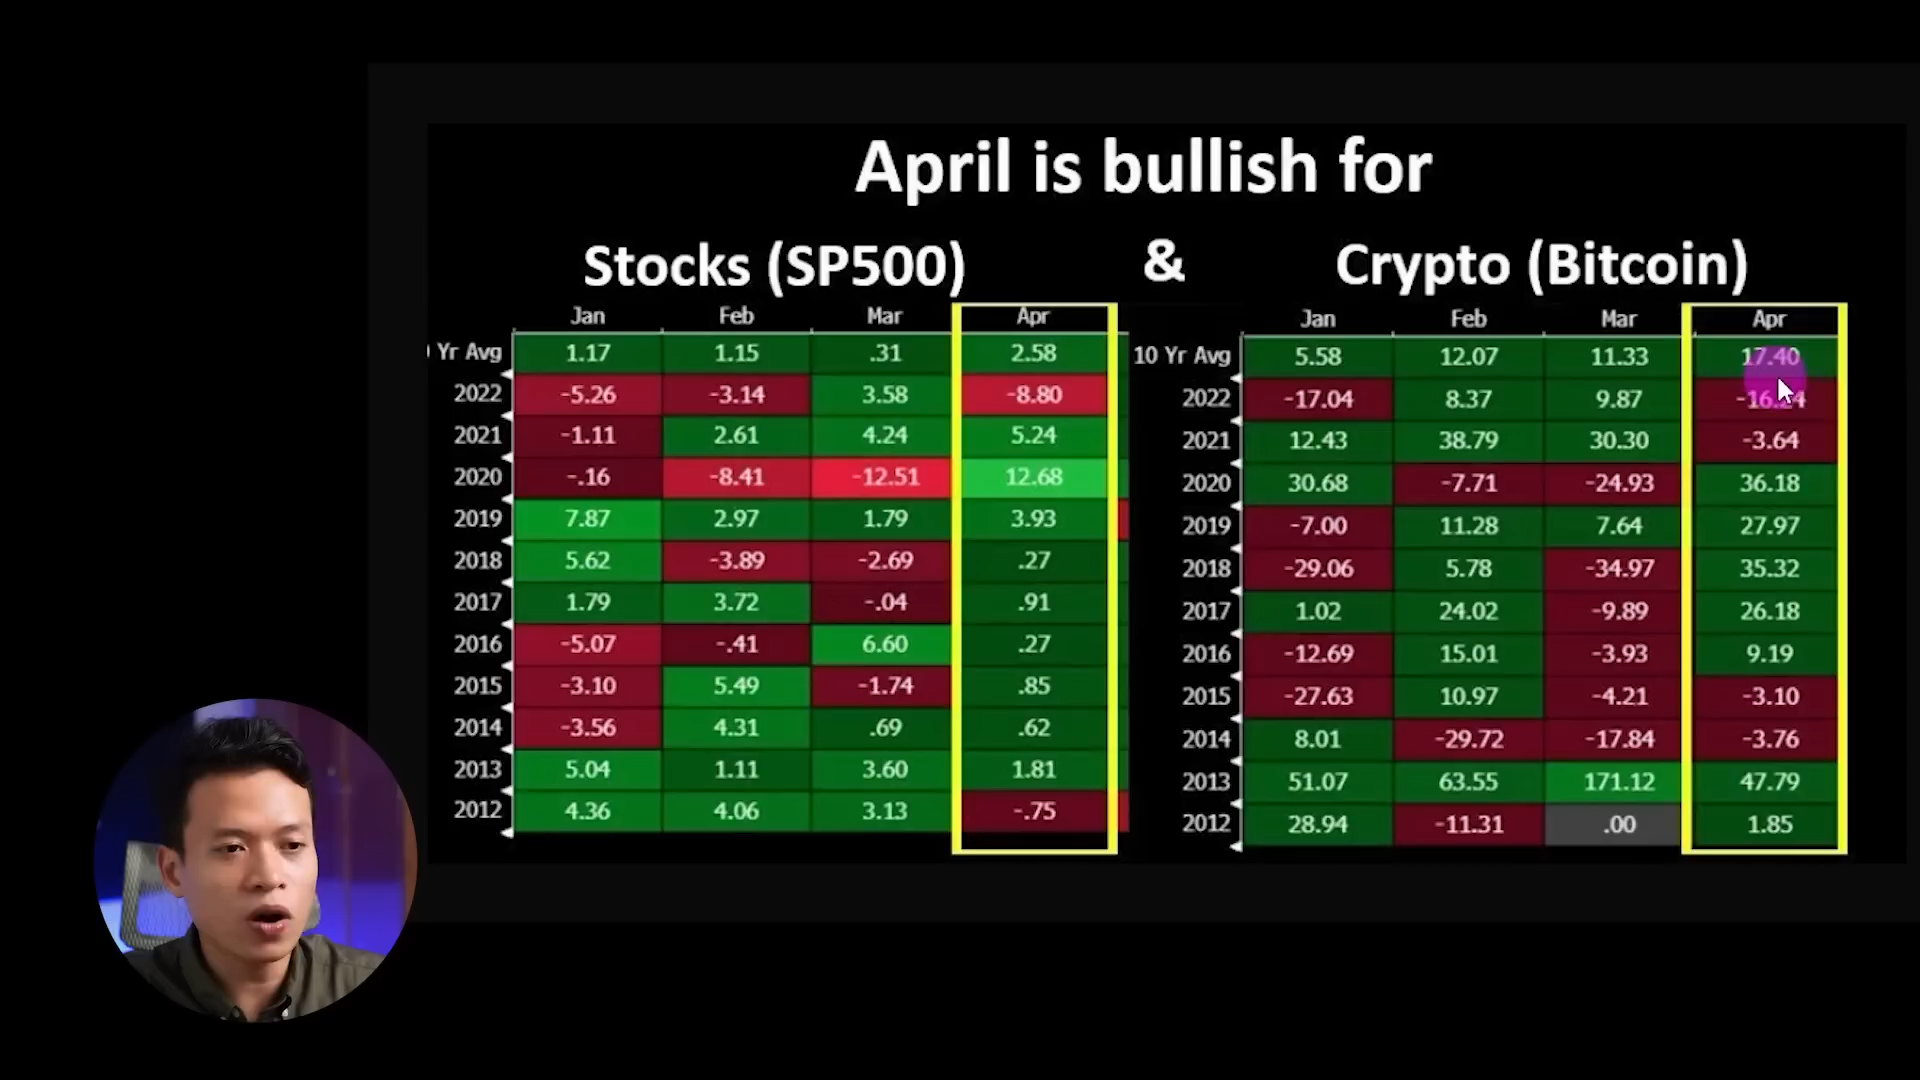 April is bullish for
Stocks (SP500) & Crypto (Bitcoin)
Jan Feb Mar Apr
Yr Avg 1.17 1.15 .31 2.58
2022 -5.26 -3.14 3.58 -8.80
2021 -1.11 2.61 4.24 5.24
2020 -.16 -8.41 -12.51 12.68
2019 7.87 2.97 1.79 3.93
2018 5.62 -3.89 -2.69 .27
2017 1.79 3.72 -.04 .91
2016 -5.07 -.41 6.60 .27
2015 -3.10 5.49 -1.74 .85
2014 -3.56 4.31 .69 .62
2013 5.04 1.11 3.60 1.81
2012 4.36 4.06 3.13 -.75
Jan Feb Mar Apr
10 Yr Avg 5.58 12.07 11.33 17.40
2022 -17.04 8.37 9.87
2021 12.43 38.79 30.30 -3.64
2020 30.68 -7.71 -24.93 36.18
2019 -7.00 11.28 7.64 27.97
2018 -29.06 5.78 -34.97 35.32
2017 1.02 24.02 -9.89 26.18
2016 -12.69 15.01 -3.93 9.19
2015 -27.63 10.97 -4.21 -3.10
2014 8.01 -29.72 -17.84 -3.76
2013 51.07 63.55 171.12 47.79
2012 28.94 -11.31 .00 1.85